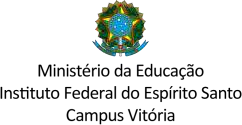 Ministério da Educação
Instituto Federal do Espírito Santo
Campus Vitória